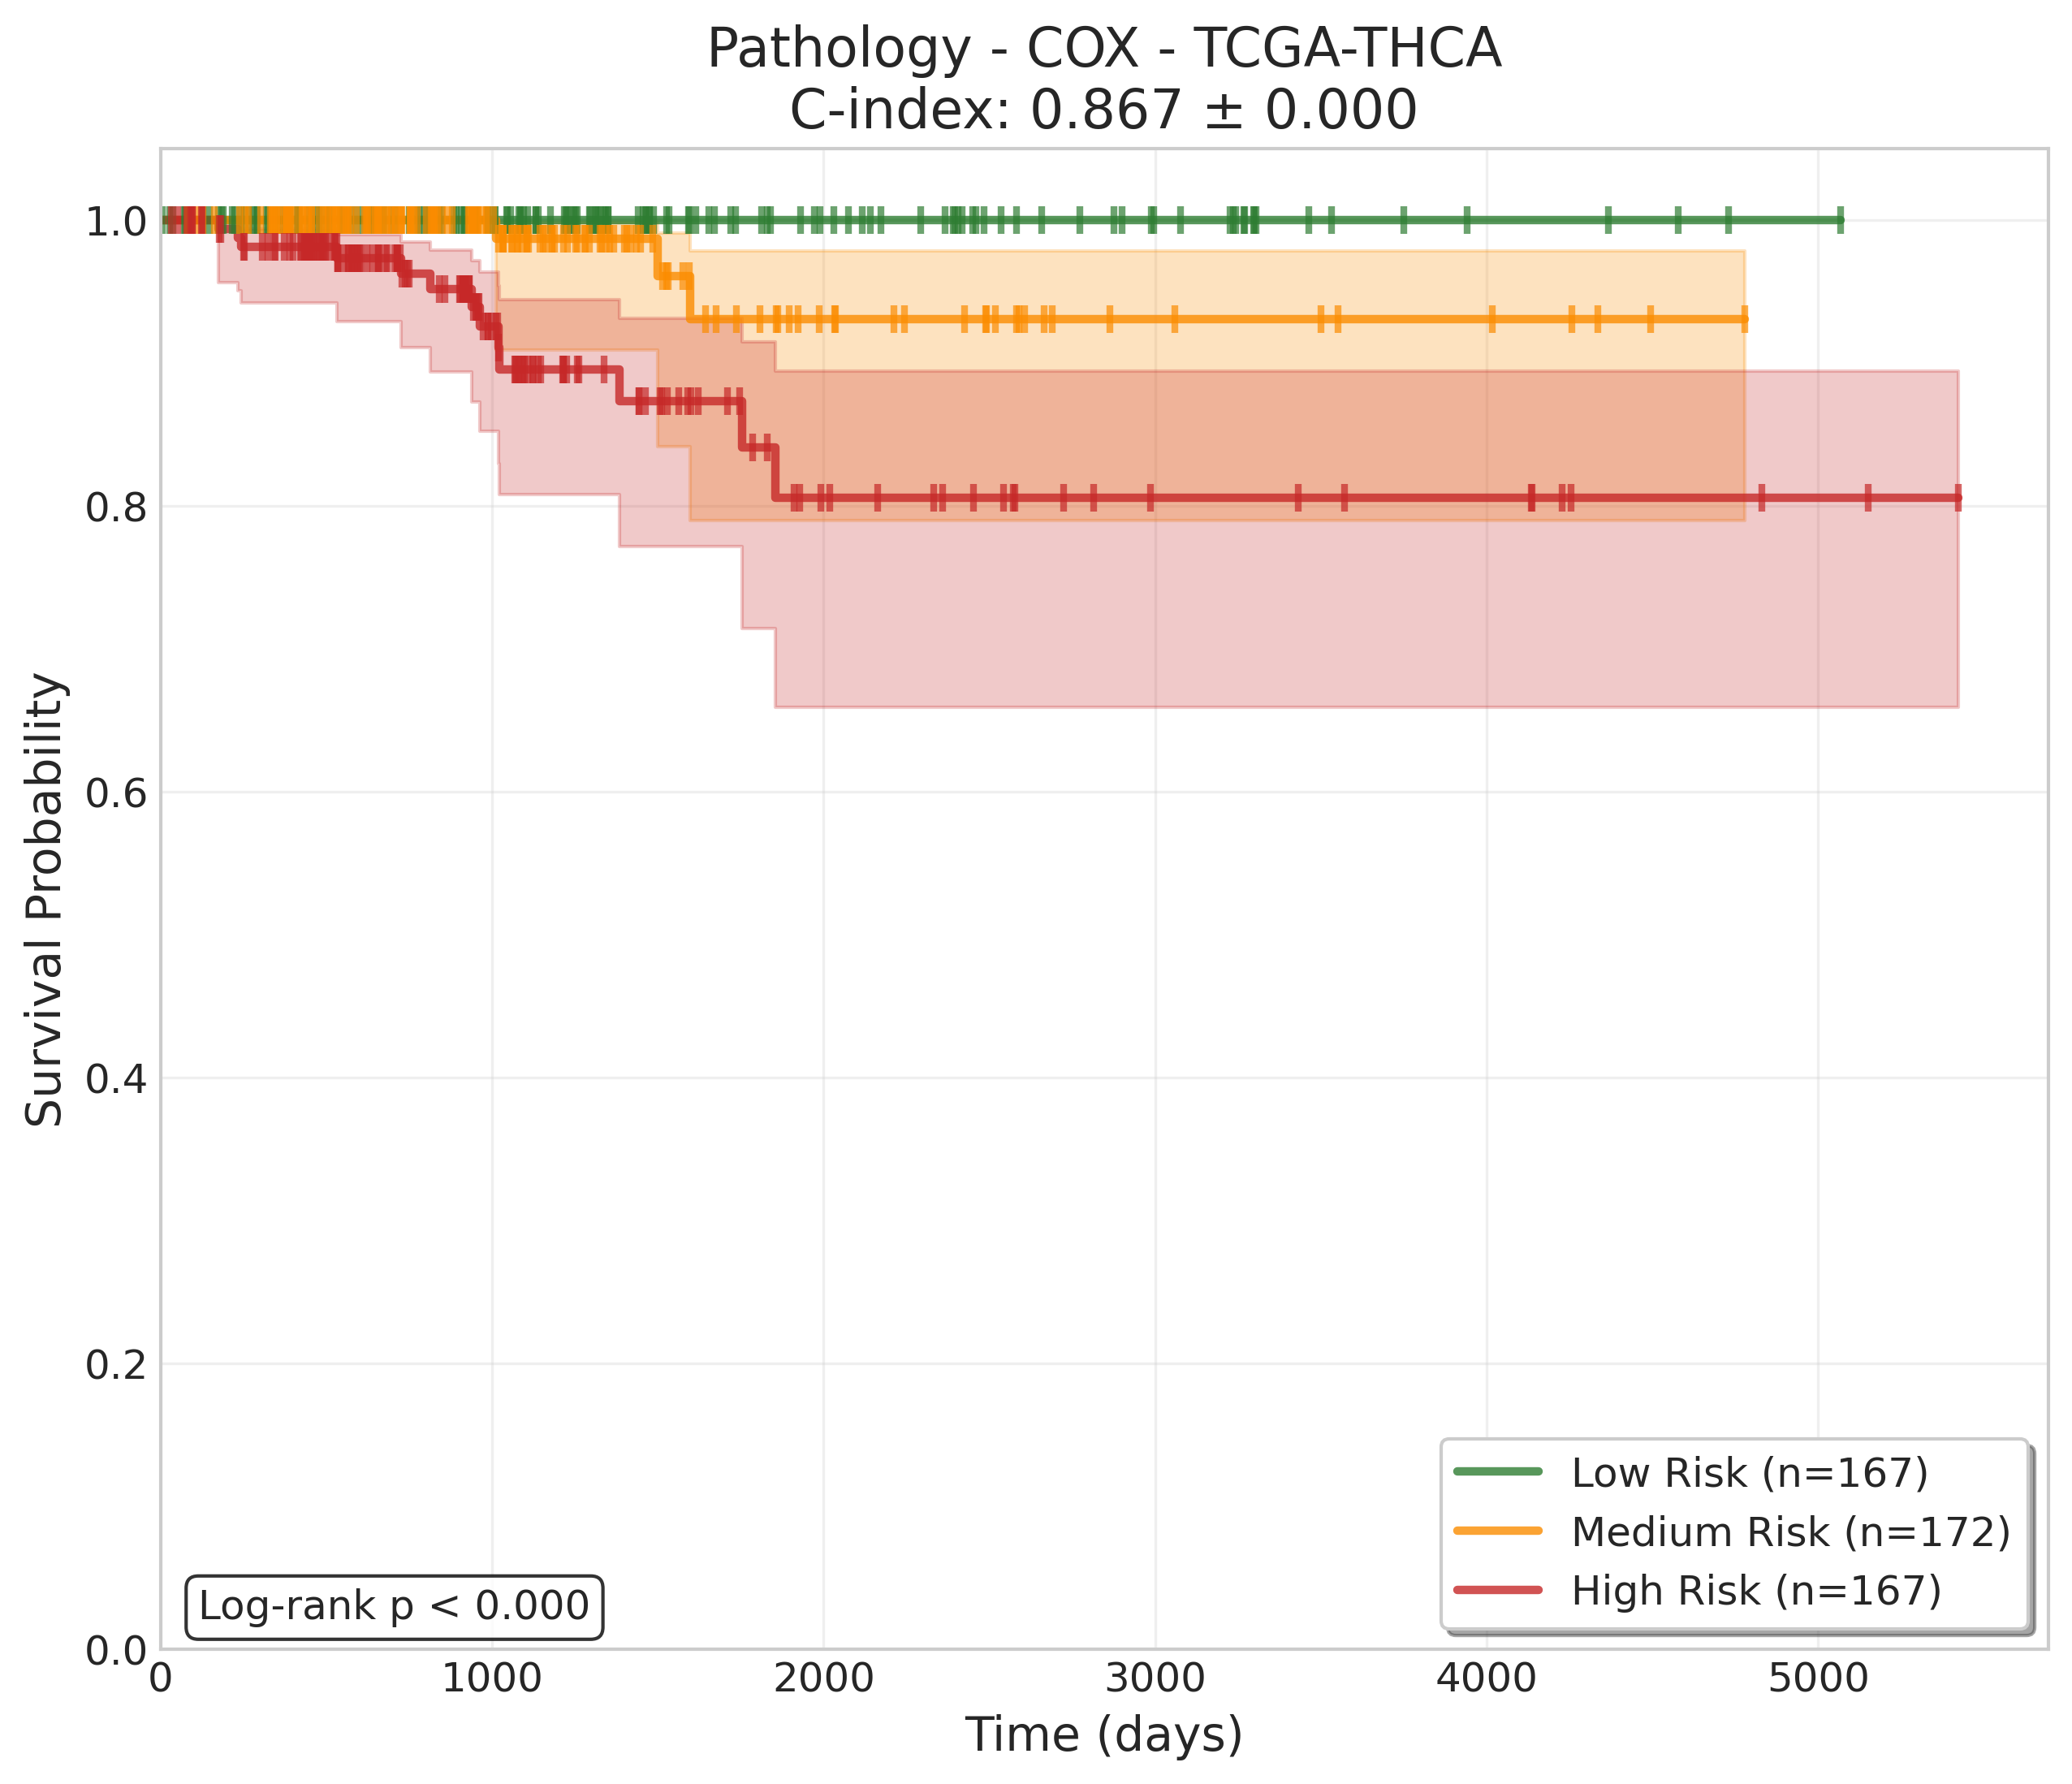 Pathology - COX - TCGA-THCA
C-index: 0.867 ± 0.000
Survival Probability
1.0
0.8
0.6
0.4
0.2
0.0
Log-rank p < 0.000
Low Risk (n=167)
Medium Risk (n=172)
High Risk (n=167)
0
1000
2000
3000
4000
5000
Time (days)